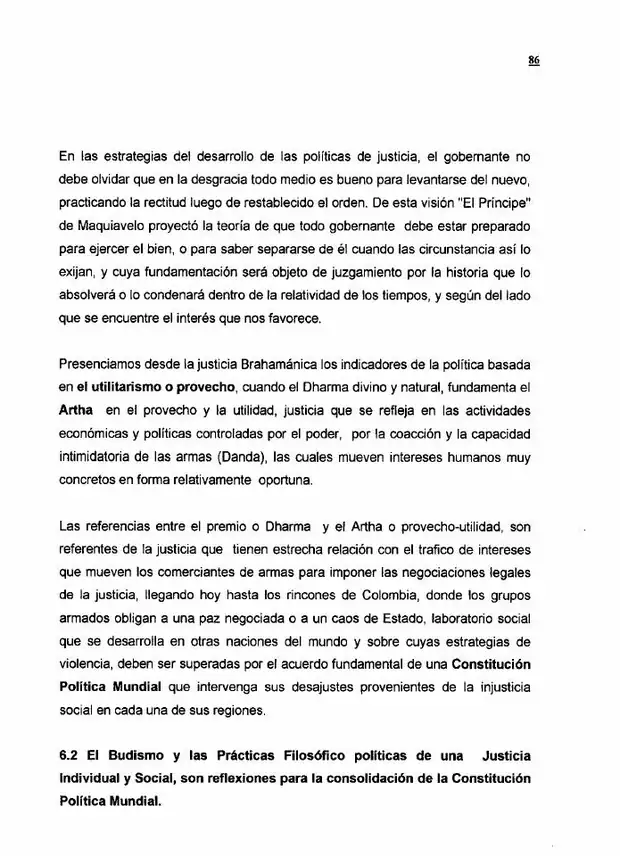 86
En las estrategias del desarrollo de las políticas de justicia, el gobernante no
debe olvidar que en la desgracia todo medio es bueno para levantarse del nuevo,
practicando la rectitud luego de restablecido el orden. De esta visión "El Príncipe"
de Maquiavelo proyectó la teoría de que todo gobernante debe estar preparado
para ejercer el bien, o para saber separarse de él cuando las circunstancia así lo
exijan, y cuya fundamentación será objeto de juzgamiento por la historia que lo
absolverá o lo condenará dentro de la relatividad de los tiempos, y según del lado
que se encuentre el interés que nos favorece.
Presenciamos desde la justicia Brahamánica los indicadores de la política basada
en el utilitarismo o provecho, cuando el Dharma divino y natural, fundamenta el
Artha en el provecho y la utilidad, justicia que se refleja en las actividades
económicas y políticas controladas por el poder, por la coacción y la capacidad
intimidatoria de las armas (Danda), las cuales mueven intereses humanos muy
concretos en forma relativamente oportuna.
Las referencias entre el premio o Dharma y el Artha o provecho-utilidad, son
referentes de la justicia que tienen estrecha relación con el trafico de intereses
que mueven los comerciantes de armas para imponer las negociaciones legales
de la justicia, llegando hoy hasta los rincones de Colombia, donde los grupos
armados obligan a una paz negociada o a un caos de Estado, laboratorio social
que se desarrolla en otras naciones del mundo y sobre cuyas estrategias de
violencia, deben ser superadas por el acuerdo fundamental de una Constitución
Política Mundial que intervenga sus desajustes provenientes de la injusticia
social en cada una de sus regiones.
6.2 El Budismo y las Prácticas Filosófico políticas de una Justicia
Individual y Social, son reflexiones para la consolidación de la Constitución
Política Mundial.